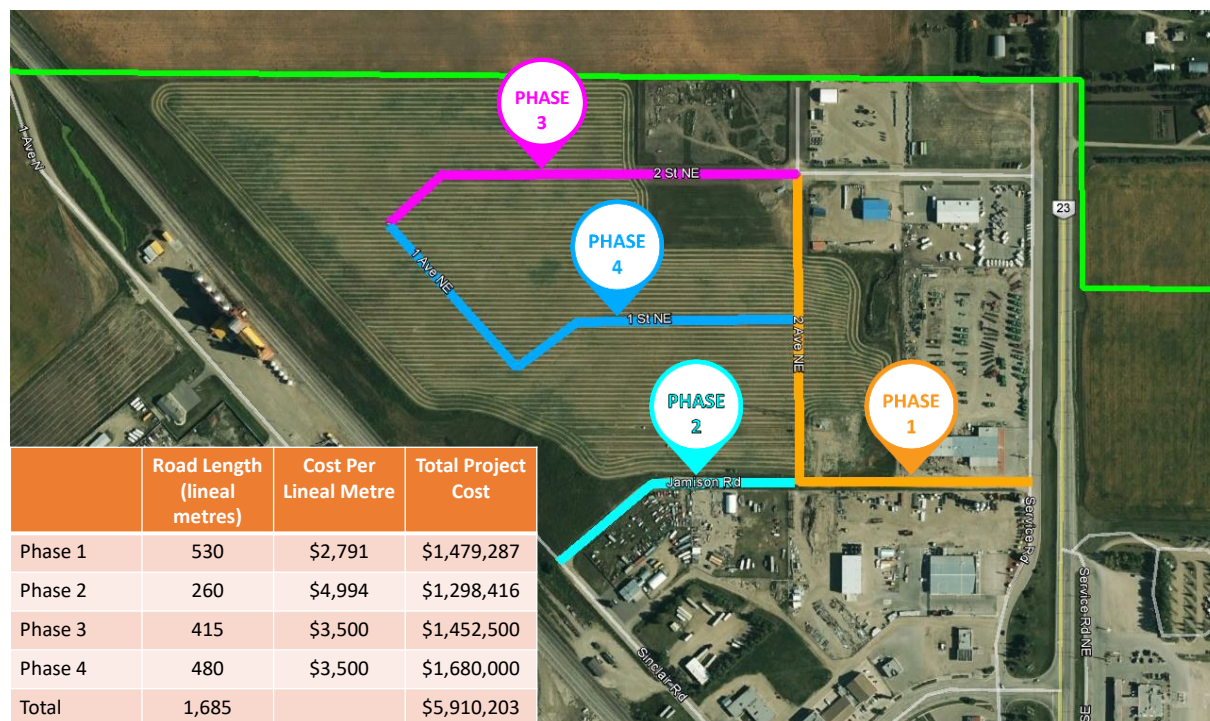 PHASE
3
1 Ave N
2 St NE
23
PHASE
4
1 Ave NE
1 St NE
2 Ave NE
PHASE
2
PHASE
1
Jamison Rd
Service Rd
Service Rd NE
SE
Sinclair Rd
Road Length (lineal metres) Cost Per Lineal Metre Total Project Cost
Phase 1 530 $2,791 $1,479,287
Phase 2 260 $4,994 $1,298,416
Phase 3 415 $3,500 $1,452,500
Phase 4 480 $3,500 $1,680,000
Total 1,685 $5,910,203